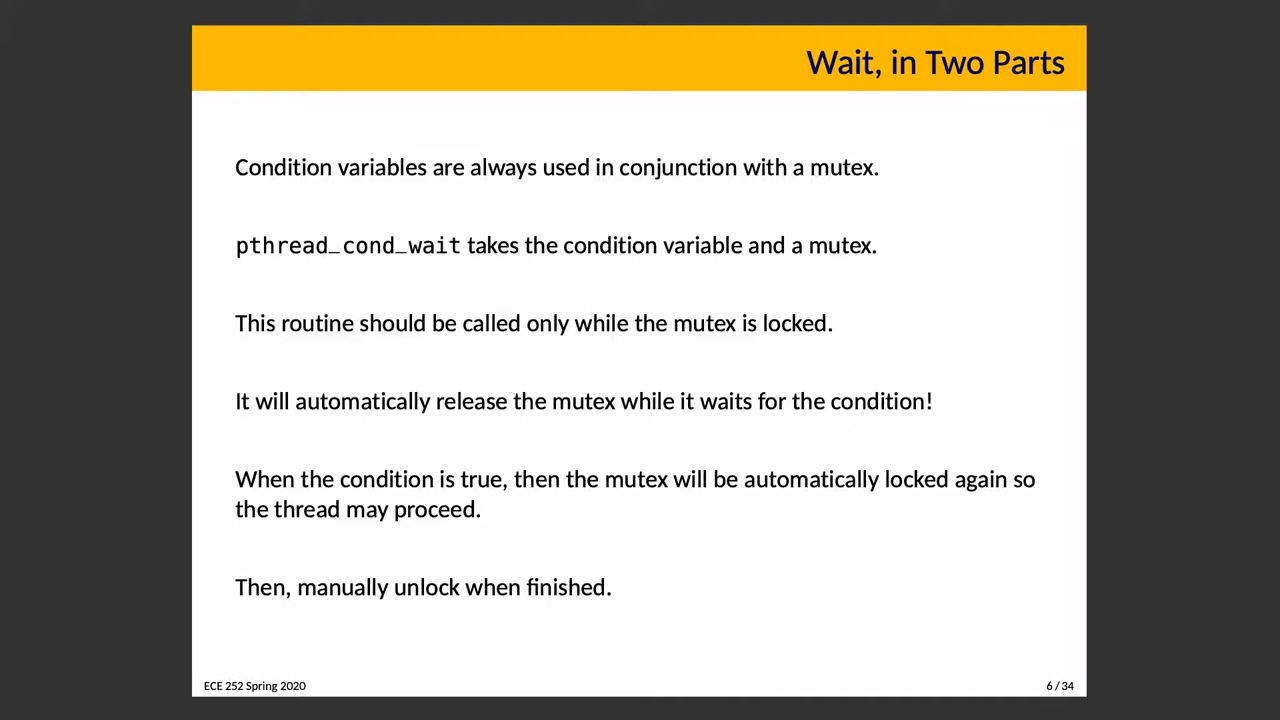 Wait, in Two Parts
Condition variables are always used in conjunction with a mutex.
pthread_cond_wait takes the condition variable and a mutex.
This routine should be called only while the mutex is locked.
It will automatically release the mutex while it waits for the condition!
When the condition is true, then the mutex will be automatically locked again so
the thread may proceed.
Then, manually unlock when finished.
ECE 252 Spring 2020
6 / 34